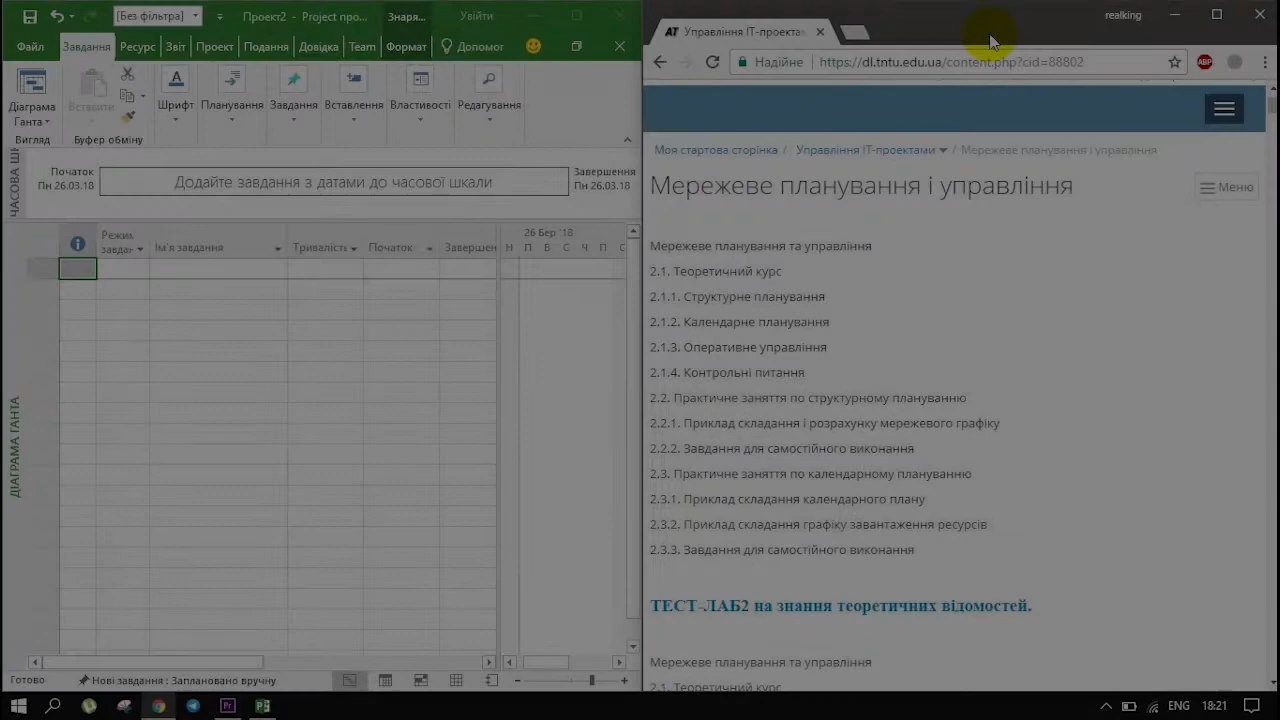 [Без фільтра]
Проект2 - Project про...
Знаря...
Увійти
Файл
Завдання
Ресурс
Звіт
Проект
Подання
Довідка
Team
Формат
Допомог
Діаграма
Ганта
Вставити
Шрифт
Планування
Завдання
Вставлення
Властивості
Редагування
Вигляд
Буфер обміну
ЧАСОВА Ш
Початок
Пн 26.03.18
Додайте завдання з датами до часової шкали
Завершення
Пн 26.03.18
Режим
завда
Ім'я завдання
Тривалість
Початок
Завершен
26 Бер '18
Н П В С Ч П С
ДІАГРАМА ГАНТА
Готово
Нові завдання : Заплановано вручну
realking
Управління ІТ-проекта
Надійне
https://dl.tntu.edu.ua/content.php?cid=88802
ABP
Моя стартова сторінка / Управління ІТ-проектами / Мережеве планування і управління
Мережеве планування і управління
Меню
Мережеве планування та управління
2.1. Теоретичний курс
2.1.1. Структурне планування
2.1.2. Календарне планування
2.1.3. Оперативне управління
2.1.4. Контрольні питання
2.2. Практичне заняття по структурному плануванню
2.2.1. Приклад складання і розрахунку мережевого графіку
2.2.2. Завдання для самостійного виконання
2.3. Практичне заняття по календарному плануванню
2.3.1. Приклад складання календарного плану
2.3.2. Приклад складання графіку завантаження ресурсів
2.3.3. Завдання для самостійного виконання
ТЕСТ-ЛАБ2 на знання теоретичних відомостей.
Мережеве планування та управління
2.1. Теоретичний курс
Pr
ENG
18:21